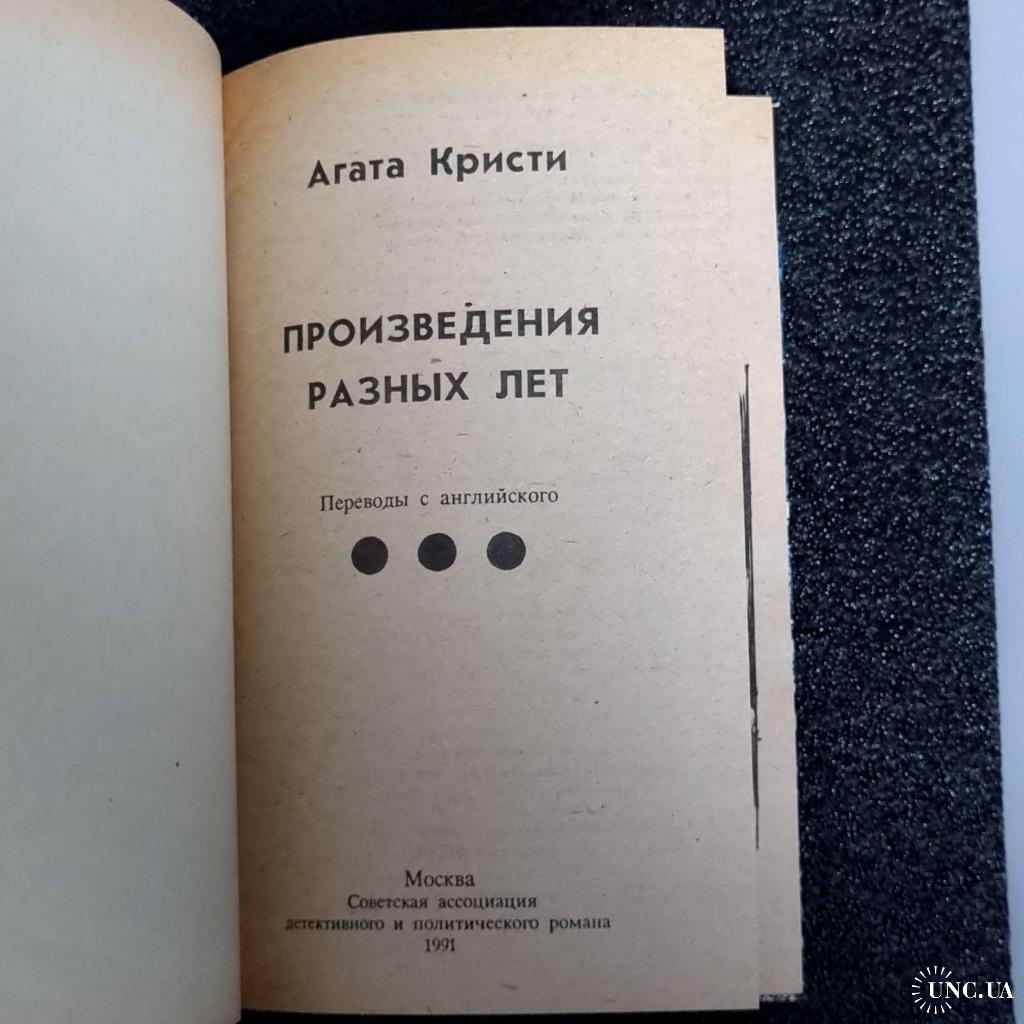 Агата Кристи
ПРОИЗВЕДЕНИЯ
РАЗНЫХ ЛЕТ
Переводы с английского
Москва
Советская ассоциация
детективного и политического романа
1991
UNC.UA